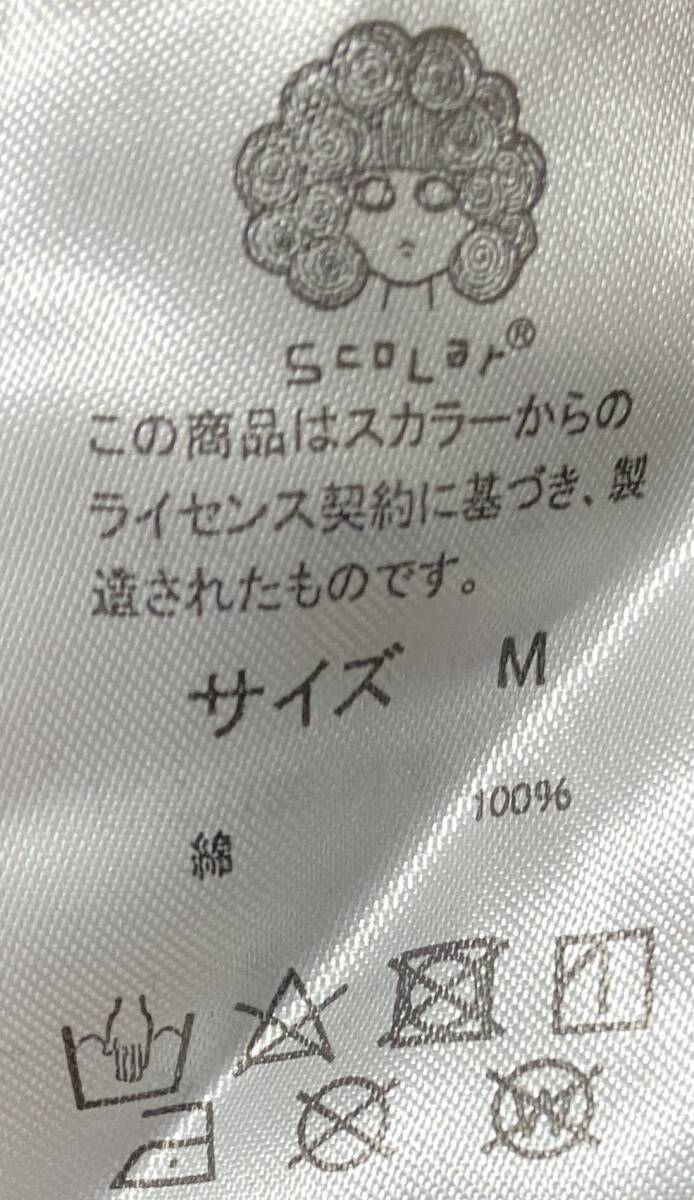 scoLar®
この商品はスカラーからの
ライセンス契約に基づき、製
造されたものです。
サイズ M
綿 100%
W